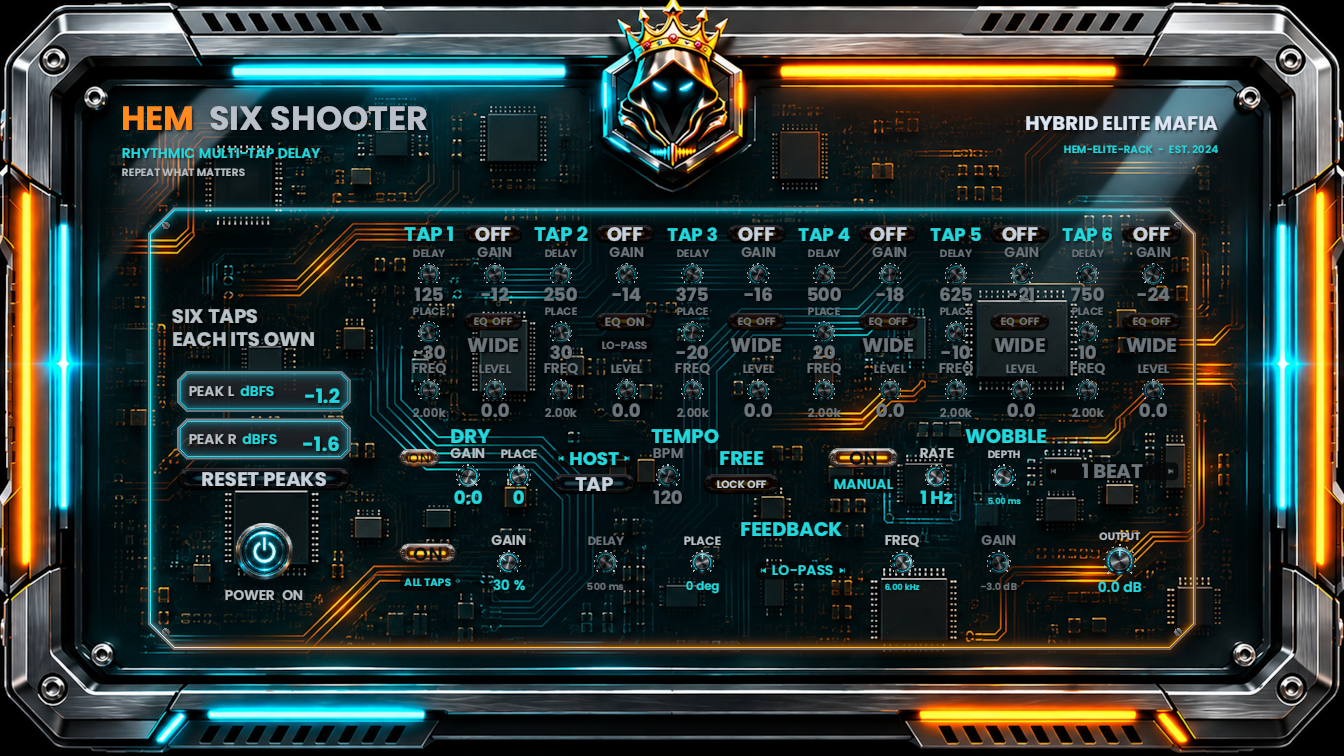 HEM SIX SHOOTER
RHYTHMIC MULTI-TAP DELAY
REPEAT WHAT MATTERS
HYBRID ELITE MAFIA
HEM-ELITE-RACK - EST. 2024
TAP 1 OFF TAP 2 OFF TAP 3 OFF TAP 4 OFF TAP 5 OFF TAP 6 OFF
DELAY GAIN DELAY GAIN DELAY GAIN DELAY GAIN DELAY GAIN DELAY GAIN
125 -12 250 -14 375 -16 500 -18 625 -21 750 -24
PLACE EQ OFF PLACE EQ ON PLACE EQ OFF PLACE EQ OFF PLACE EQ OFF PLACE EQ OFF
-30 WIDE 30 LO-PASS -20 WIDE 20 WIDE -10 WIDE 10 WIDE
FREQ LEVEL FREQ LEVEL FREQ LEVEL FREQ LEVEL FREQ LEVEL FREQ LEVEL
2.00k 0.0 2.00k 0.0 2.00k 0.0 2.00k 0.0 2.00k 0.0 2.00k 0.0
SIX TAPS
EACH ITS OWN
PEAK L dBFS -1.2
PEAK R dBFS -1.6
RESET PEAKS
POWER ON
DRY
ON GAIN PLACE
0.0 0
TEMPO
HOST BPM FREE
TAP 120 LOCK OFF
WOBBLE
ON RATE DEPTH
MANUAL 1 Hz 5.00 ms 1 BEAT
FEEDBACK
ON GAIN DELAY PLACE LO-PASS FREQ GAIN OUTPUT
ALL TAPS 30 % 500 ms 0 deg 6.00 kHz -3.0 dB 0.0 dB